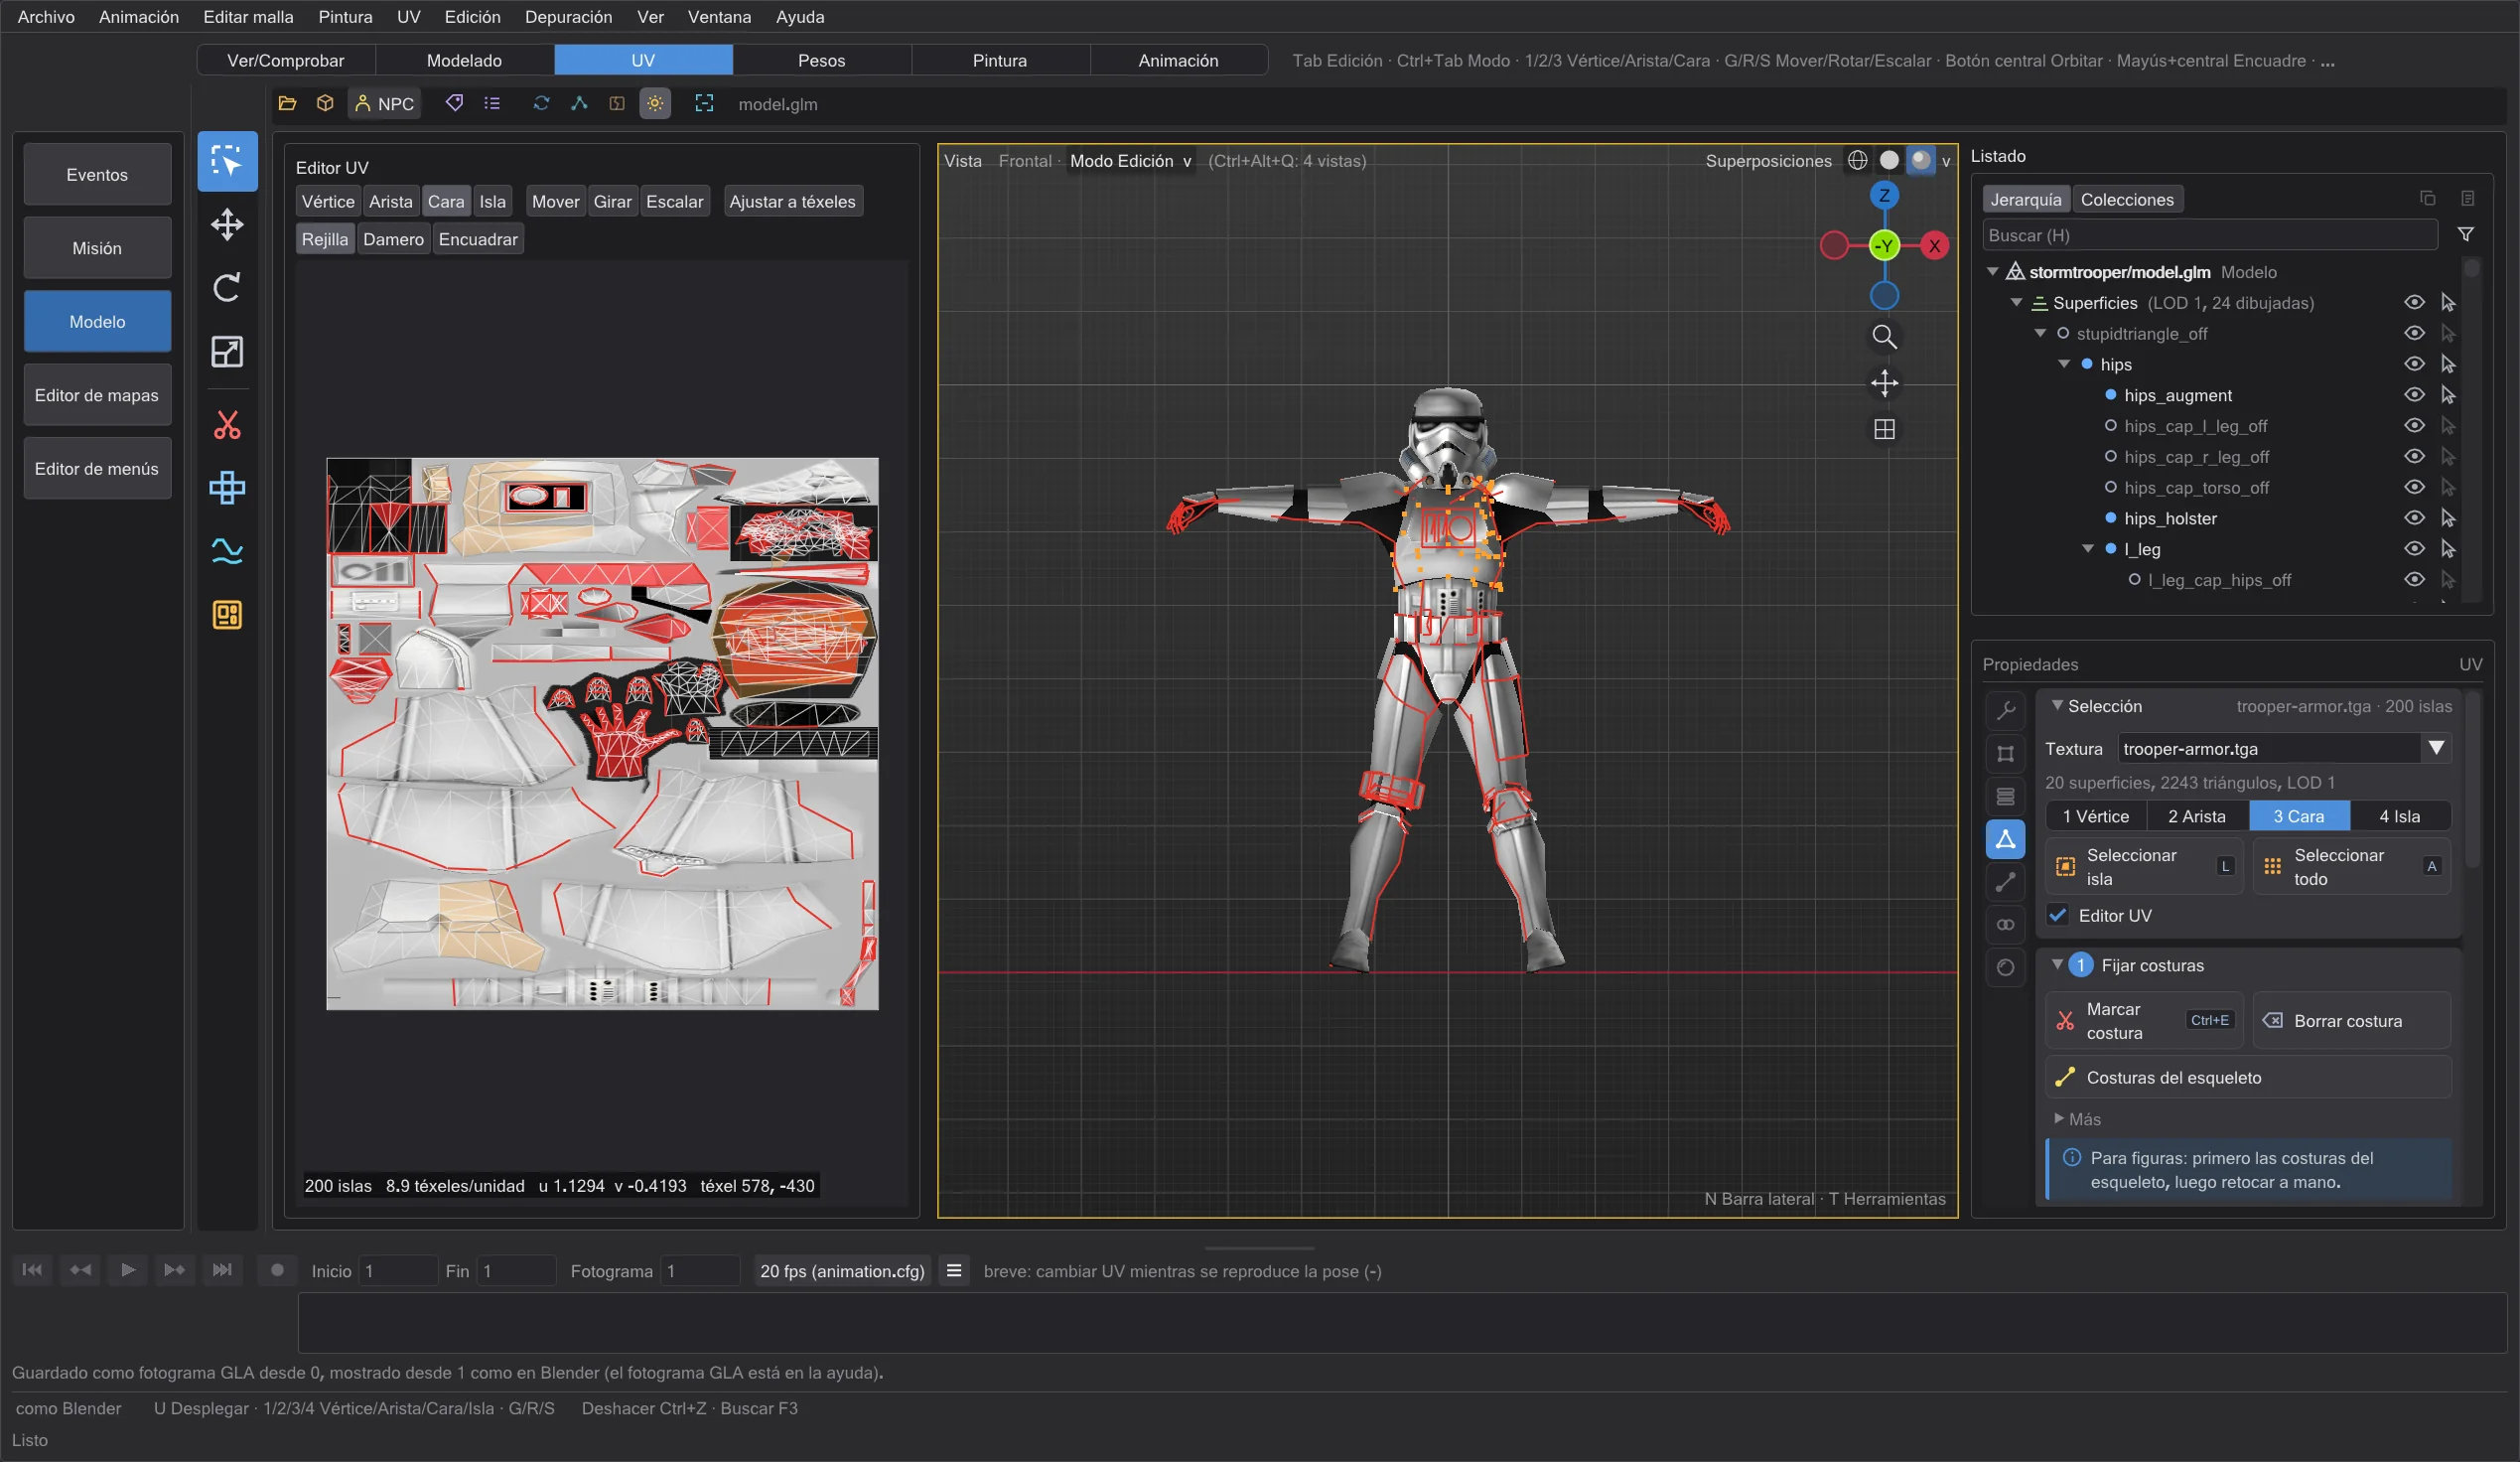 Archivo Animación Editar malla Pintura UV Edición Depuración Ver Ventana Ayuda
Ver/Comprobar Modelado UV Pesos Pintura Animación Tab Edición · Ctrl+Tab Modo · 1/2/3 Vértice/Arista/Cara · G/R/S Mover/Rotar/Escalar · Botón central Orbitar · Mayús+central Encuadre · ...
NPC model.glm
Eventos
Misión
Modelo
Editor de mapas
Editor de menús
Editor UV
Vértice Arista Cara Isla Mover Girar Escalar Ajustar a téxeles
Rejilla Damero Encuadrar
200 islas 8.9 téxeles/unidad u 1.1294 v -0.4193 téxel 578, -430
Vista Frontal · Modo Edición v (Ctrl+Alt+Q: 4 vistas) Superposiciones v
Z
-Y X
N Barra lateral · T Herramientas
Listado
Jerarquía Colecciones
Buscar (H)
stormtrooper/model.glm Modelo
Superficies (LOD 1, 24 dibujadas)
stupidtriangle_off
hips
hips_augment
hips_cap_l_leg_off
hips_cap_r_leg_off
hips_cap_torso_off
hips_holster
l_leg
l_leg_cap_hips_off
Propiedades UV
Selección trooper-armor.tga · 200 islas
Textura trooper-armor.tga
20 superficies, 2243 triángulos, LOD 1
1 Vértice 2 Arista 3 Cara 4 Isla
Seleccionar isla L Seleccionar todo A
Editor UV
1 Fijar costuras
Marcar costura Ctrl+E Borrar costura
Costuras del esqueleto
Más
Para figuras: primero las costuras del
esqueleto, luego retocar a mano.
Inicio 1 Fin 1 Fotograma 1 20 fps (animation.cfg) breve: cambiar UV mientras se reproduce la pose (-)
Guardado como fotograma GLA desde 0, mostrado desde 1 como en Blender (el fotograma GLA está en la ayuda).
como Blender U Desplegar · 1/2/3/4 Vértice/Arista/Cara/Isla · G/R/S Deshacer Ctrl+Z · Buscar F3
Listo